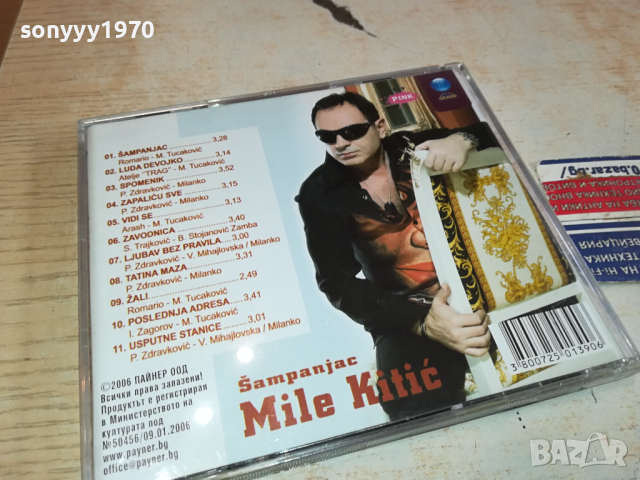 sonyyy1970
PINK
01. ŠAMPANJAC 3,28
Romario - M. Tucaković
02. LUDA DEVOJKO 3,14
Atelje "TRAG" - M. Tucaković
03. SPOMENIK 3,52
P. Zdravković - Milanko
04. ZAPALIĆU SVE 3,15
P. Zdravković - Milanko
05. VIDI SE 3,13
Arash - M. Tucaković
06. ZAVODNICA 3,40
S. Trajković - B. Stojanović Zamba
07. LJUBAV BEZ PRAVILA 3,00
P. Zdravković - V. Mihajlovska / Milanko
08. TATINA MAZA 3,31
P. Zdravković - Milanko
09. ŽALI 2,49
Romario - M. Tucaković
10. POSLEDNJA ADRESA 3,41
I. Zagorov - M. Tucaković
11. USPUTNE STANICE 3,01
P. Zdravković - V. Mihajlovska / Milanko
©2006 ПАЙНЕР ООД
Всички права запазени!
Продуктът е регистриран
в Министерството на
културата под
№50456/09.01.2006
www.payner.bg
office@payner.bg
Šampanjac
Mile Kitić
3800725013906
0.bazar.bg/
BAZAR.bg